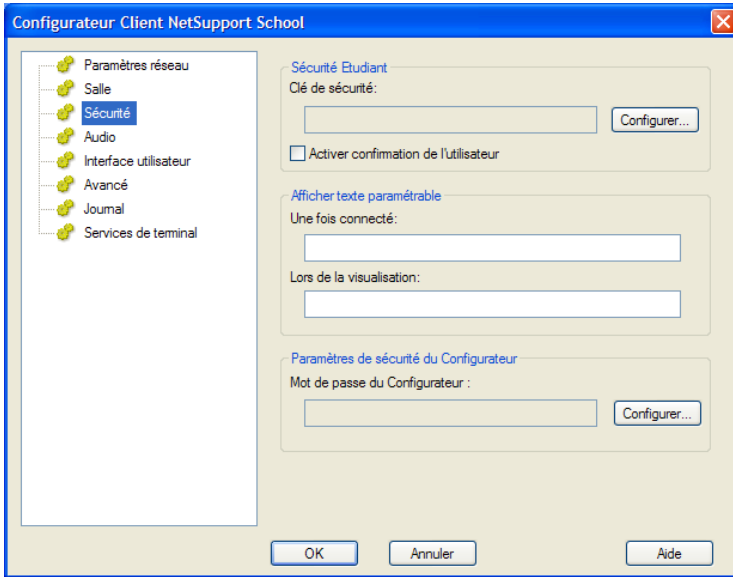 Configurateur Client NetSupport School
Paramètres réseau
Salle
Sécurité
Audio
Interface utilisateur
Avancé
Journal
Services de terminal
Sécurité Etudiant
Clé de sécurité:
Configurer...
Activer confirmation de l'utilisateur
Afficher texte paramétrable
Une fois connecté:
Lors de la visualisation:
Paramètres de sécurité du Configurateur
Mot de passe du Configurateur :
Configurer...
OK
Annuler
Aide